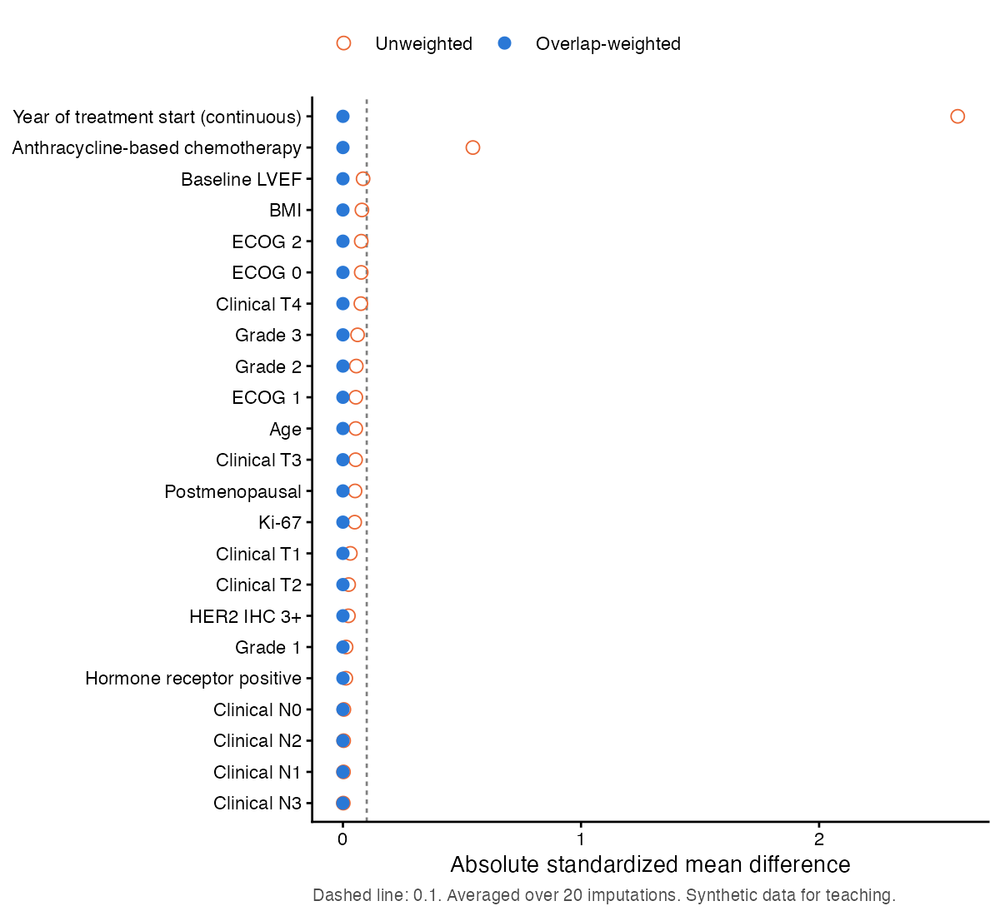 Unweighted Overlap-weighted
Year of treatment start (continuous)
Anthracycline-based chemotherapy
Baseline LVEF
BMI
ECOG 2
ECOG 0
Clinical T4
Grade 3
Grade 2
ECOG 1
Age
Clinical T3
Postmenopausal
Ki-67
Clinical T1
Clinical T2
HER2 IHC 3+
Grade 1
Hormone receptor positive
Clinical N0
Clinical N2
Clinical N1
Clinical N3
0 1 2
Absolute standardized mean difference
Dashed line: 0.1. Averaged over 20 imputations. Synthetic data for teaching.